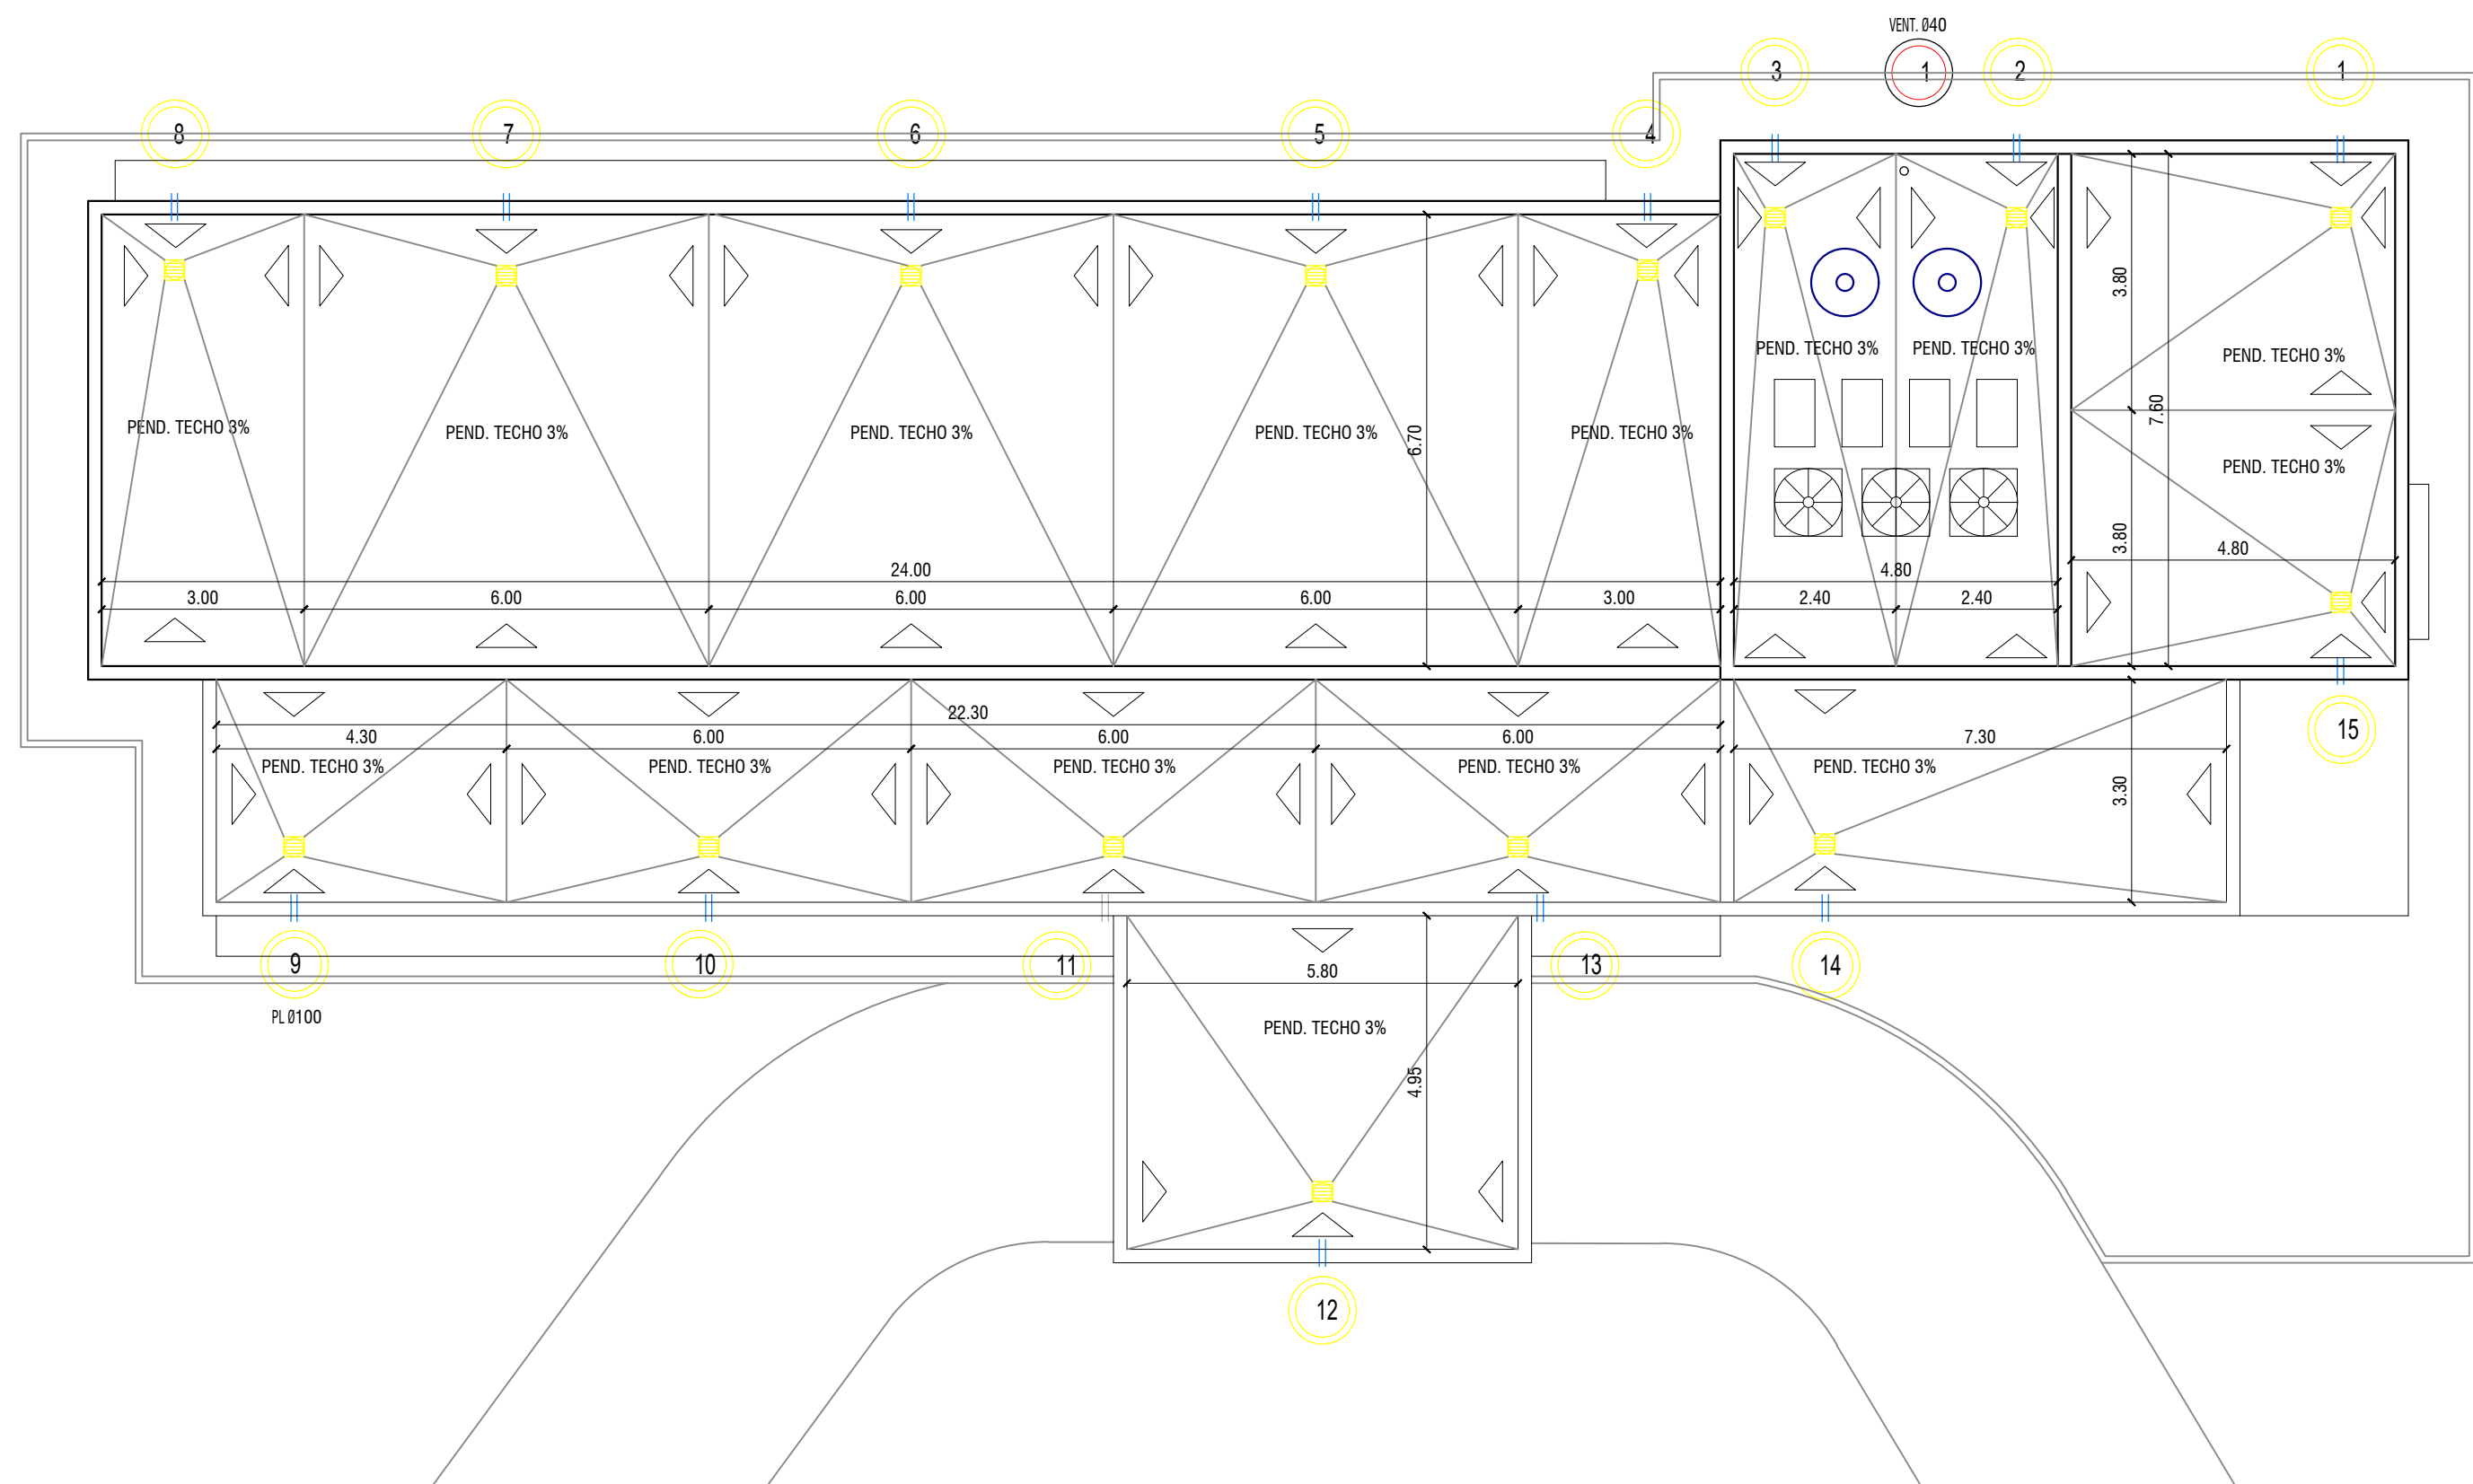 VENT. Ø40
3
1
2
1
8
7
6
5
4
3.80
7.60
PEND. TECHO 3%
PEND. TECHO 3%
PEND. TECHO 3%
PEND. TECHO 3%
PEND. TECHO 3%
PEND. TECHO 3%
PEND. TECHO 3%
PEND. TECHO 3%
6.70
PEND. TECHO 3%
3.80
4.80
24.00
4.80
3.00
6.00
6.00
6.00
3.00
2.40
2.40
22.30
4.30
6.00
6.00
6.00
7.30
15
PEND. TECHO 3%
PEND. TECHO 3%
PEND. TECHO 3%
PEND. TECHO 3%
PEND. TECHO 3%
3.30
9
10
11
13
14
5.80
PL Ø100
PEND. TECHO 3%
4.95
12